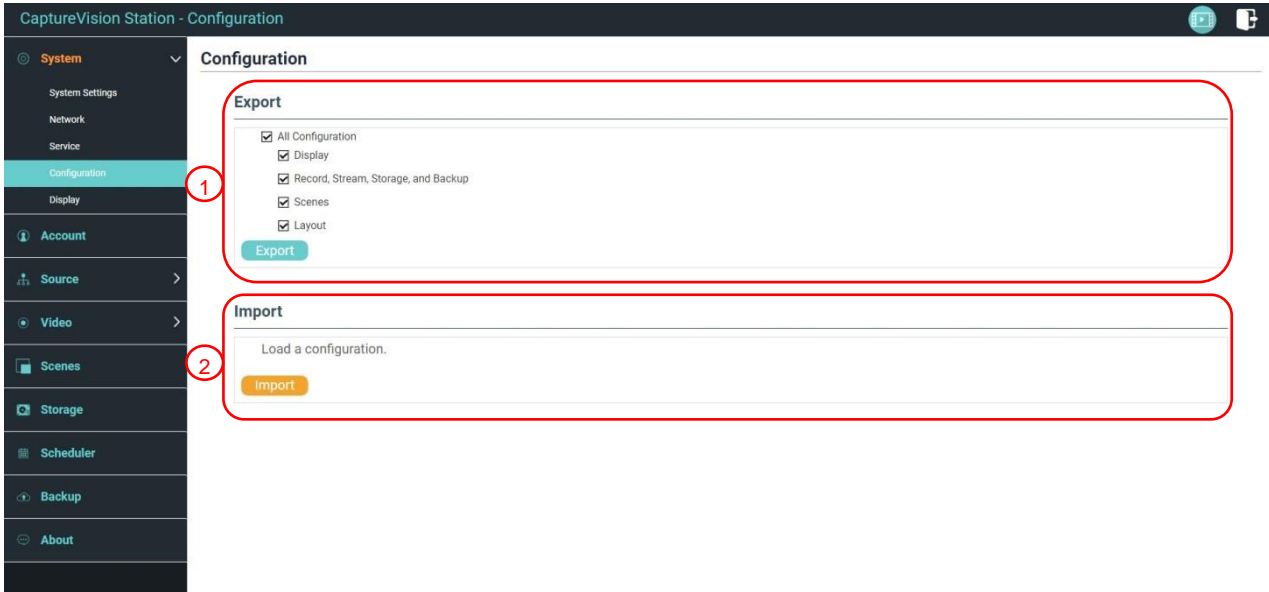 CaptureVision Station - Configuration
System
System Settings
Network
Service
Configuration
Display
Account
Source
Video
Scenes
Storage
Scheduler
Backup
About
Configuration
1
Export
All Configuration
Display
Record, Stream, Storage, and Backup
Scenes
Layout
Export
2
Import
Load a configuration.
Import